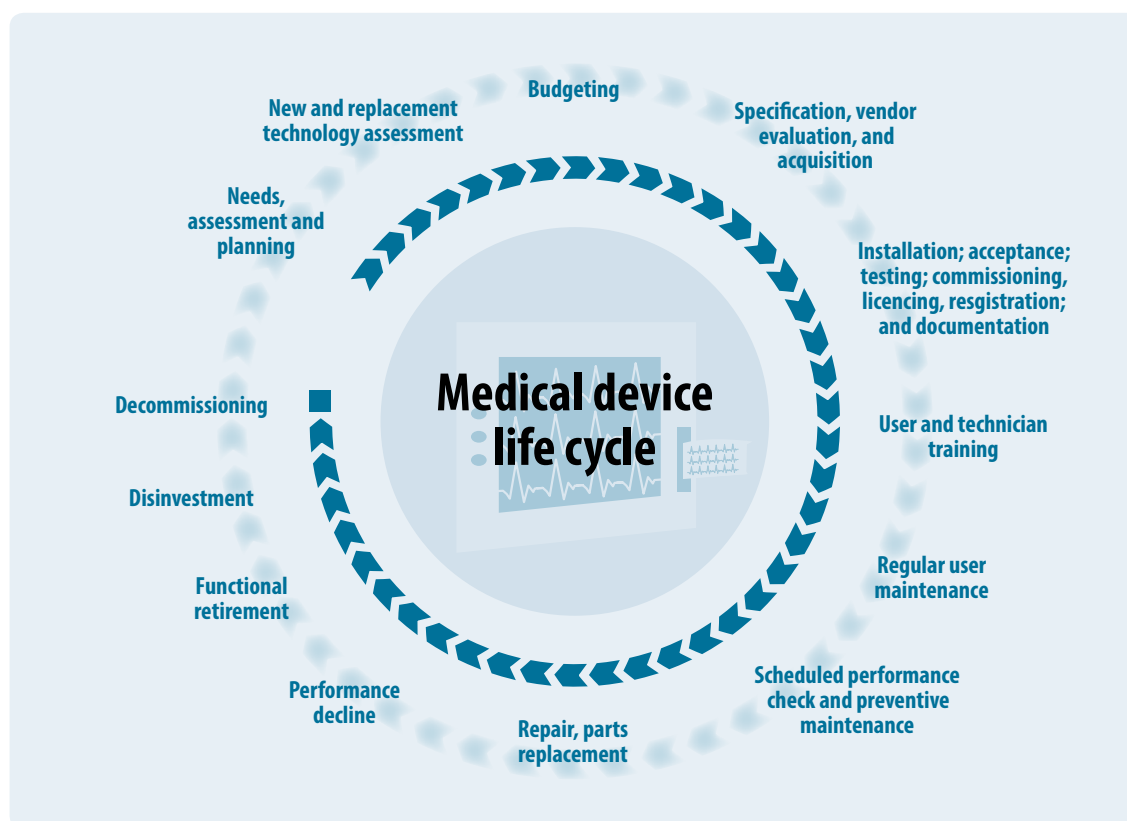 Budgeting
New and replacement
technology assessment
Specification, vendor
evaluation, and
acquisition
Needs,
assessment and
planning
Installation; acceptance;
testing; commissioning,
licencing, resgistration;
and documentation
Medical device
life cycle
Decommissioning
User and technician
training
Disinvestment
Regular user
maintenance
Functional
retirement
Scheduled performance
check and preventive
maintenance
Performance
decline
Repair, parts
replacement